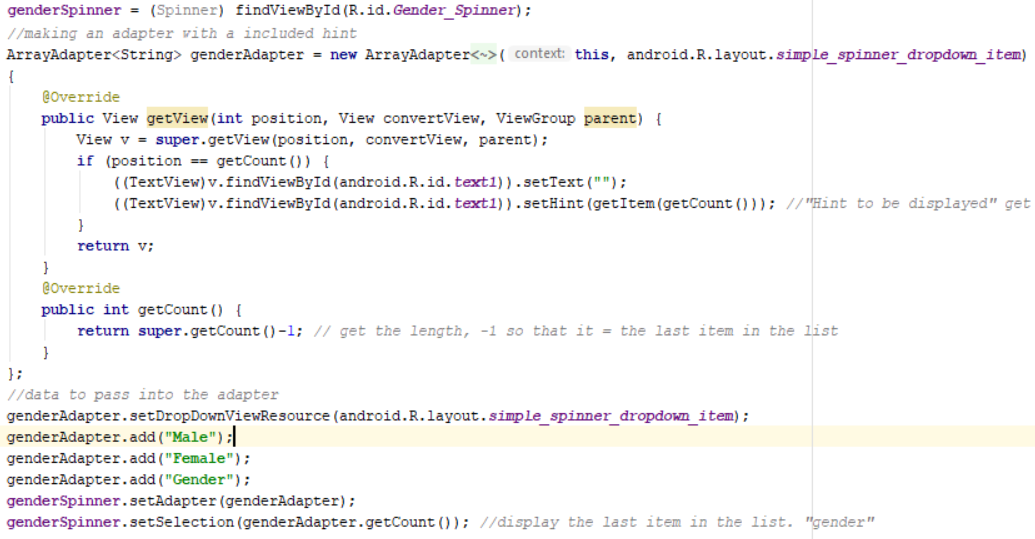 genderSpinner = (Spinner) findViewById(R.id.Gender_Spinner);
//making an adapter with a included hint
ArrayAdapter<String> genderAdapter = new ArrayAdapter<~>( context: this, android.R.layout.simple_spinner_dropdown_item)
{
@Override
public View getView(int position, View convertView, ViewGroup parent) {
View v = super.getView(position, convertView, parent);
if (position == getCount()) {
((TextView)v.findViewById(android.R.id.text1)).setText("");
((TextView)v.findViewById(android.R.id.text1)).setHint(getItem(getCount())); //"Hint to be displayed" get
}
return v;
}
@Override
public int getCount() {
return super.getCount()-1; // get the length, -1 so that it = the last item in the list
}
};
//data to pass into the adapter
genderAdapter.setDropDownViewResource(android.R.layout.simple_spinner_dropdown_item);
genderAdapter.add("Male");
genderAdapter.add("Female");
genderAdapter.add("Gender");
genderSpinner.setAdapter(genderAdapter);
genderSpinner.setSelection(genderAdapter.getCount()); //display the last item in the list. "gender"